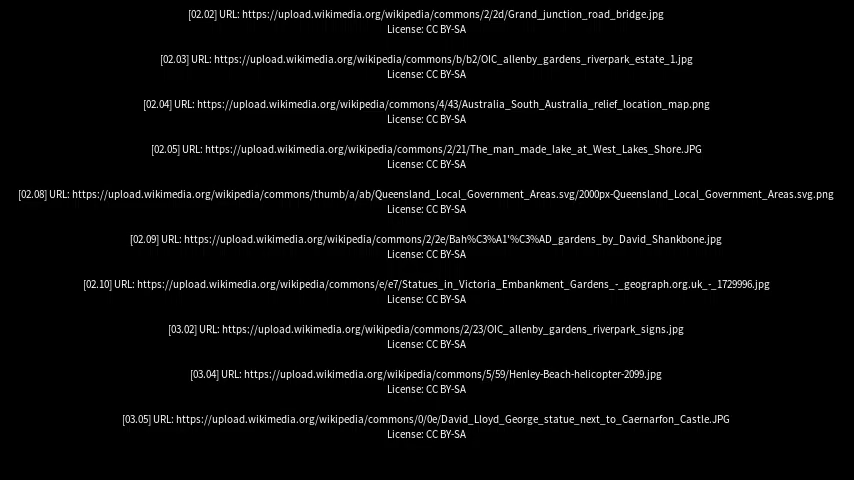 [02.02] URL: https://upload.wikimedia.org/wikipedia/commons/2/2d/Grand_junction_road_bridge.jpg
License: CC BY-SA
[02.03] URL: https://upload.wikimedia.org/wikipedia/commons/b/b2/OIC_allenby_gardens_riverpark_estate_1.jpg
License: CC BY-SA
[02.04] URL: https://upload.wikimedia.org/wikipedia/commons/4/43/Australia_South_Australia_relief_location_map.png
License: CC BY-SA
[02.05] URL: https://upload.wikimedia.org/wikipedia/commons/2/21/The_man_made_lake_at_West_Lakes_Shore.JPG
License: CC BY-SA
[02.08] URL: https://upload.wikimedia.org/wikipedia/commons/thumb/a/ab/Queensland_Local_Government_Areas.svg/2000px-Queensland_Local_Government_Areas.svg.png
License: CC BY-SA
[02.09] URL: https://upload.wikimedia.org/wikipedia/commons/2/2e/Bah%C3%A1'%C3%AD_gardens_by_David_Shankbone.jpg
License: CC BY-SA
[02.10] URL: https://upload.wikimedia.org/wikipedia/commons/e/e7/Statues_in_Victoria_Embankment_Gardens_-_geograph.org.uk_-_1729996.jpg
License: CC BY-SA
[03.02] URL: https://upload.wikimedia.org/wikipedia/commons/2/23/OIC_allenby_gardens_riverpark_signs.jpg
License: CC BY-SA
[03.04] URL: https://upload.wikimedia.org/wikipedia/commons/5/59/Henley-Beach-helicopter-2099.jpg
License: CC BY-SA
[03.05] URL: https://upload.wikimedia.org/wikipedia/commons/0/0e/David_Lloyd_George_statue_next_to_Caernarfon_Castle.JPG
License: CC BY-SA